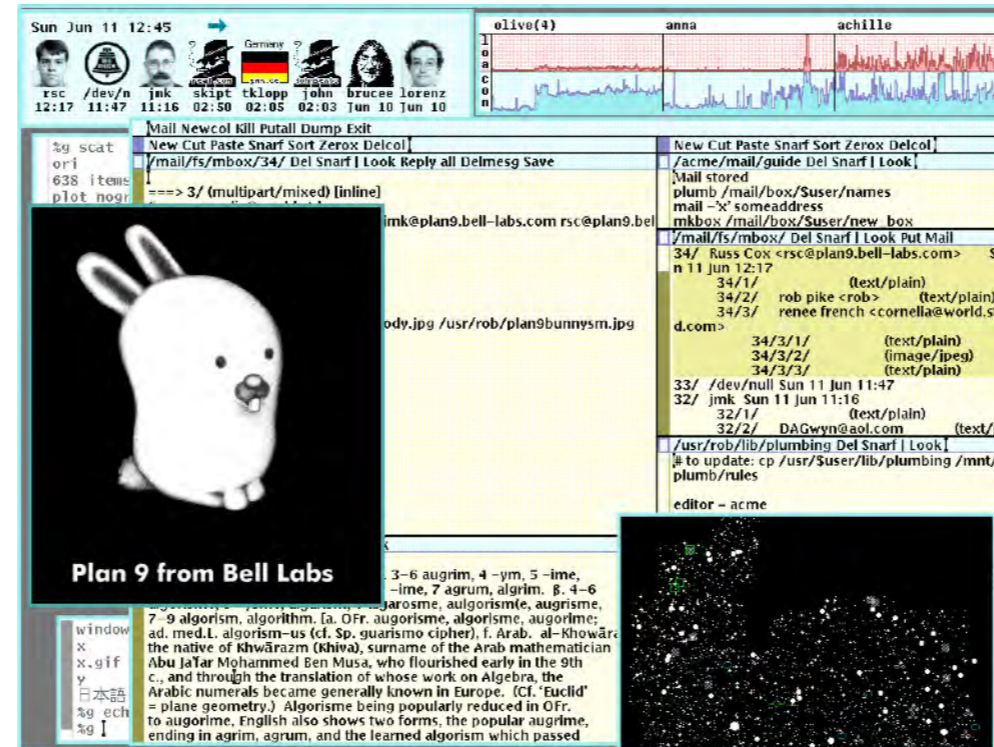 Sun Jun 11 12:45
Germany
rsc /dev/n jmk skipt tklopp john brucee lorenz
12:17 11:47 11:16 02:50 02:05 02:03 Jun 10 Jun 10
olive(4) anna achille
loa
con
%g scat
ori
638 items
plot nogr
Mail Newcol Kill Putall Dump Exit
New Cut Paste Snarf Sort Zerox Delcol
/mail/fs/mbox/34/ Del Snarf | Look Reply all Delmesg Save
===> 3/ (multipart/mixed) [inline]
jmk@plan9.bell-labs.com rsc@plan9.bel
ody.jpg /usr/rob/plan9bunnysm.jpg
New Cut Paste Snarf Sort Zerox Delcol
/acme/mail/guide Del Snarf | Look
Mail stored
plumb /mail/box/$user/names
mail -'x' someaddress
mkbox /mail/box/$user/new_box
/mail/fs/mbox/ Del Snarf | Look Put Mail
34/ Russ Cox <rsc@plan9.bell-labs.com> S
n 11 Jun 12:17
34/1/ (text/plain)
34/2/ rob pike <rob> (text/plain)
34/3/ renee french <cornelia@world.s
d.com>
34/3/1/ (text/plain)
34/3/2/ (image/jpeg)
34/3/3/ (text/plain)
33/ /dev/null Sun 11 Jun 11:47
32/ jmk Sun 11 Jun 11:16
32/1/ (text/plain)
32/2/ DAGwyn@aol.com (text/
/usr/rob/lib/plumbing Del Snarf | Look
# to update: cp /usr/$user/lib/plumbing /mnt/
plumb/rules
editor - acme
Plan 9 from Bell Labs
3-6 augrim, 4 -ym, 5 -ime,
-ime, 7 agrum, algrim. β. 4-6
algarosme, aulgorism(e, augrisme,
7-9 algorism, algorithm. [a. OFr. augorisme, algorisme, augorime;
ad. med.L. algorism-us (cf. Sp. guarismo cipher), f. Arab. al-Khowāra
the native of Khwārazm (Khiva), surname of the Arab mathematician
Abu Ja'far Mohammed Ben Musa, who flourished early in the 9th
c., and through the translation of whose work on Algebra, the
Arabic numerals became generally known in Europe. (Cf. 'Euclid'
= plane geometry.) Algorisme being popularly reduced in OFr.
to augorime, English also shows two forms, the popular augrime,
ending in agrim, agrum, and the learned algorism which passed
window
x
x.gif
y
日本語
%g ech
%g